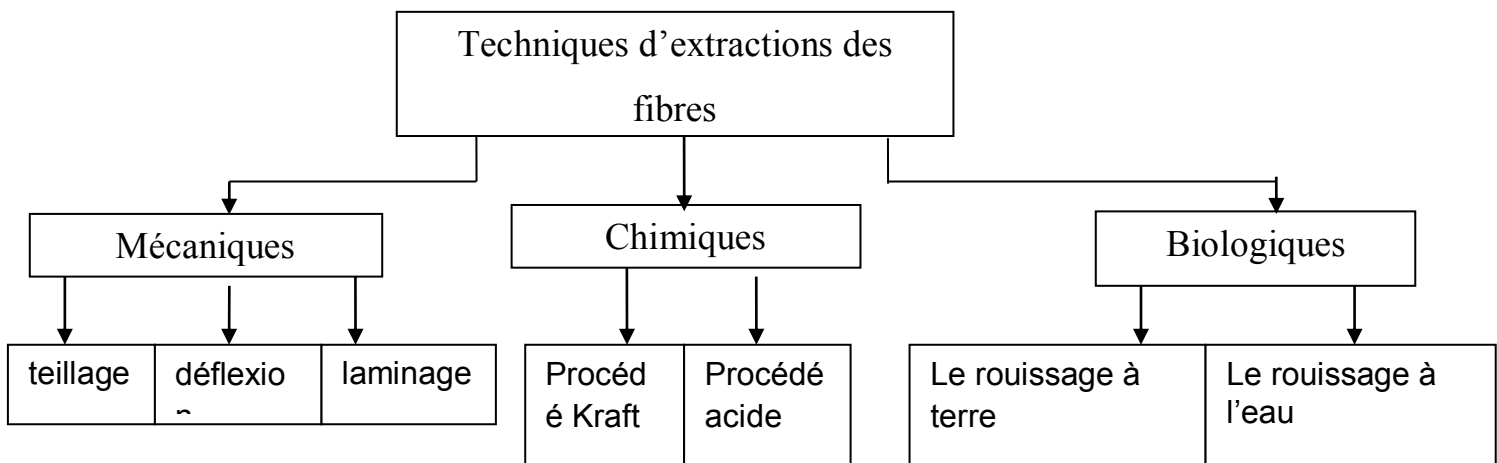 Techniques d’extractions des
fibres
Mécaniques
Chimiques
Biologiques
teillage
déflexio
n
laminage
Procéd
é Kraft
Procédé
acide
Le rouissage à
terre
Le rouissage à
l’eau